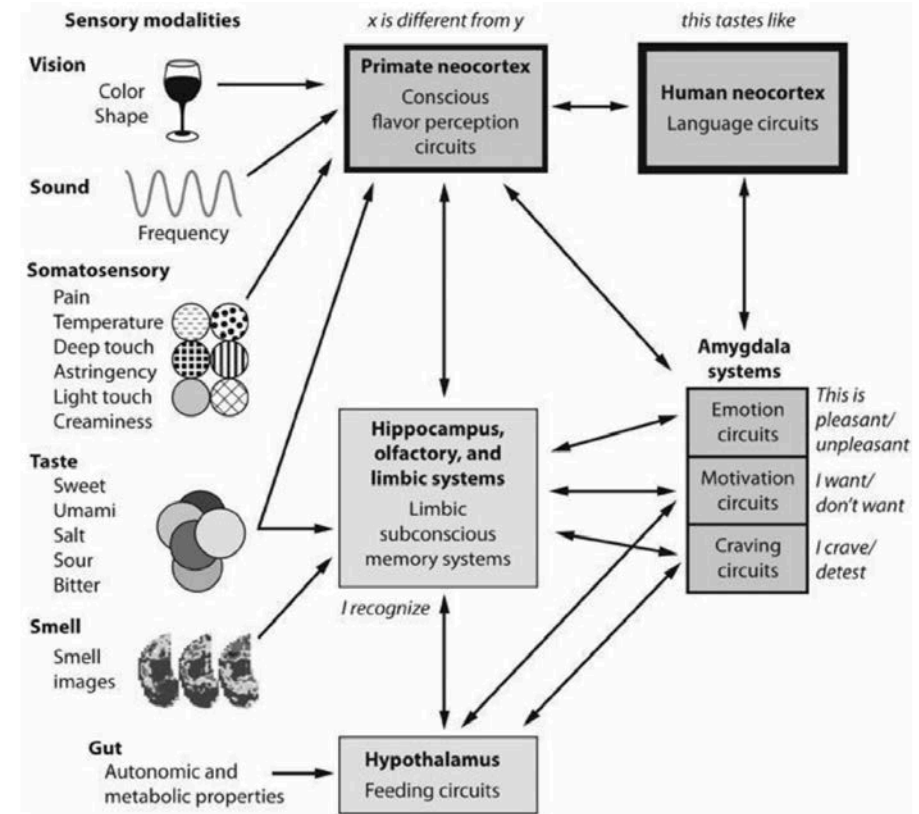 Sensory modalities
x is different from y
this tastes like
Vision
Color
Shape
Primate neocortex
Conscious
flavor perception
circuits
Human neocortex
Language circuits
Sound
Frequency
Somatosensory
Pain
Temperature
Deep touch
Astringency
Light touch
Creaminess
Taste
Sweet
Umami
Salt
Sour
Bitter
Hippocampus,
olfactory, and
limbic systems
Limbic
subconscious
memory systems
I recognize
Amygdala
systems
Emotion
circuits
This is
pleasant/
unpleasant
Motivation
circuits
I want/
don't want
Craving
circuits
I crave/
detest
Smell
Smell
images
Gut
Autonomic and
metabolic properties
Hypothalamus
Feeding circuits